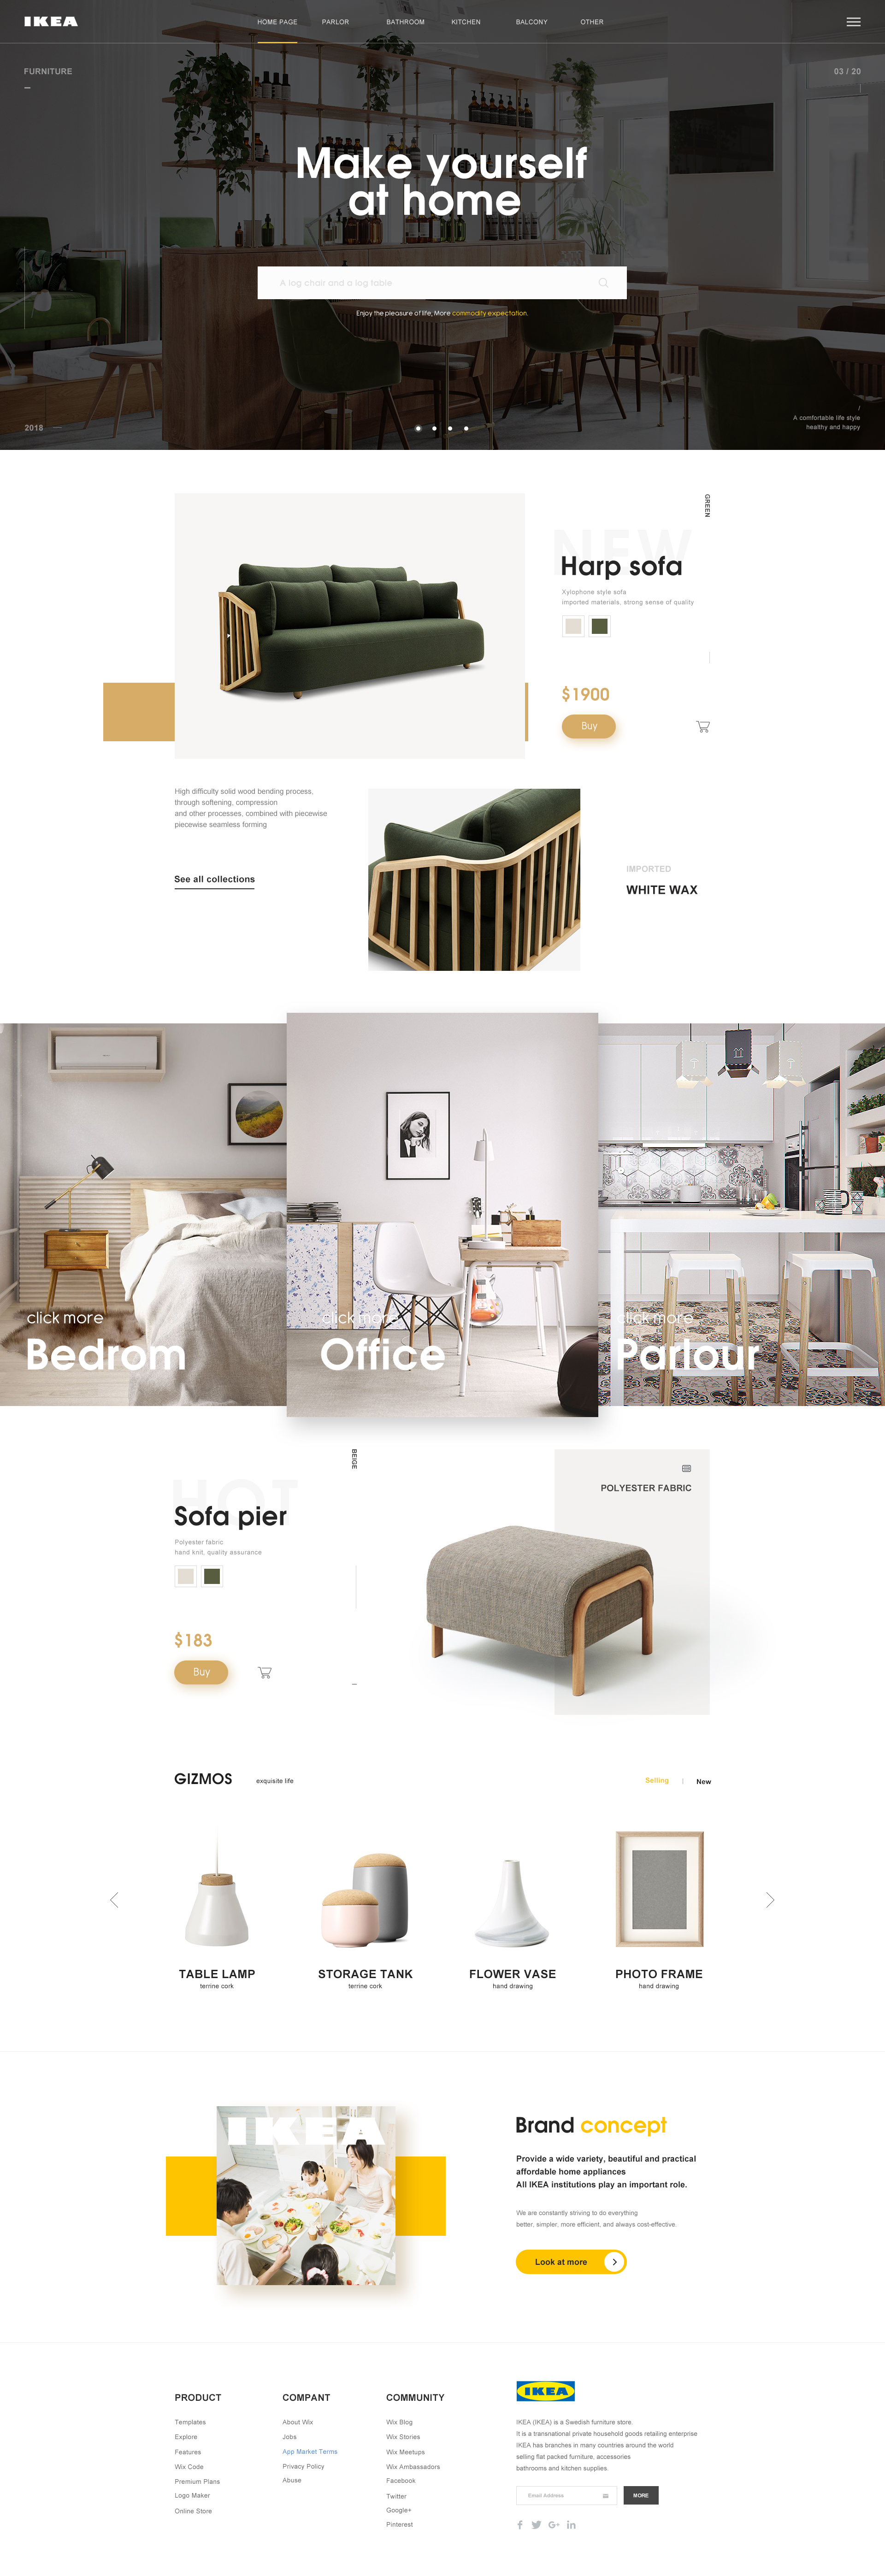 IKEA
HOME PAGE
PARLOR
BATHROOM
KITCHEN
BALCONY
OTHER
FURNITURE
03 / 20
Make yourself
at home
A log chair and a log table
Enjoy the pleasure of life, More commodity expectation.
2018
/
A comfortable life style
healthy and happy
GREEN
NEW
Harp sofa
Xylophone style sofa
imported materials, strong sense of quality
$1900
Buy
High difficulty solid wood bending process,
through softening, compression
and other processes, combined with piecewise
piecewise seamless forming
See all collections
IMPORTED
WHITE WAX
click more
Bedrom
click more
Office
click more
Parlour
BEIGE
HOT
Sofa pier
Polyester fabric
hand knit, quality assurance
$183
Buy
POLYESTER FABRIC
GIZMOS
exquisite life
Selling
|
New
TABLE LAMP
terrine cork
STORAGE TANK
terrine cork
FLOWER VASE
hand drawing
PHOTO FRAME
hand drawing
IKEA
Brand concept
Provide a wide variety, beautiful and practical
affordable home appliances
All IKEA institutions play an important role.
We are constantly striving to do everything
better, simpler, more efficient, and always cost-effective.
Look at more
PRODUCT
Templates
Explore
Features
Wix Code
Premium Plans
Logo Maker
Online Store
COMPANT
About Wix
Jobs
App Market Terms
Privacy Policy
Abuse
COMMUNITY
Wix Blog
Wix Stories
Wix Meetups
Wix Ambassadors
Facebook
Twitter
Google+
Pinterest
IKEA
IKEA (IKEA) is a Swedish furniture store.
It is a transnational private household goods retailing enterprise
IKEA has branches in many countries around the world
selling flat packed furniture, accessories
bathrooms and kitchen supplies.
Email Address
MORE